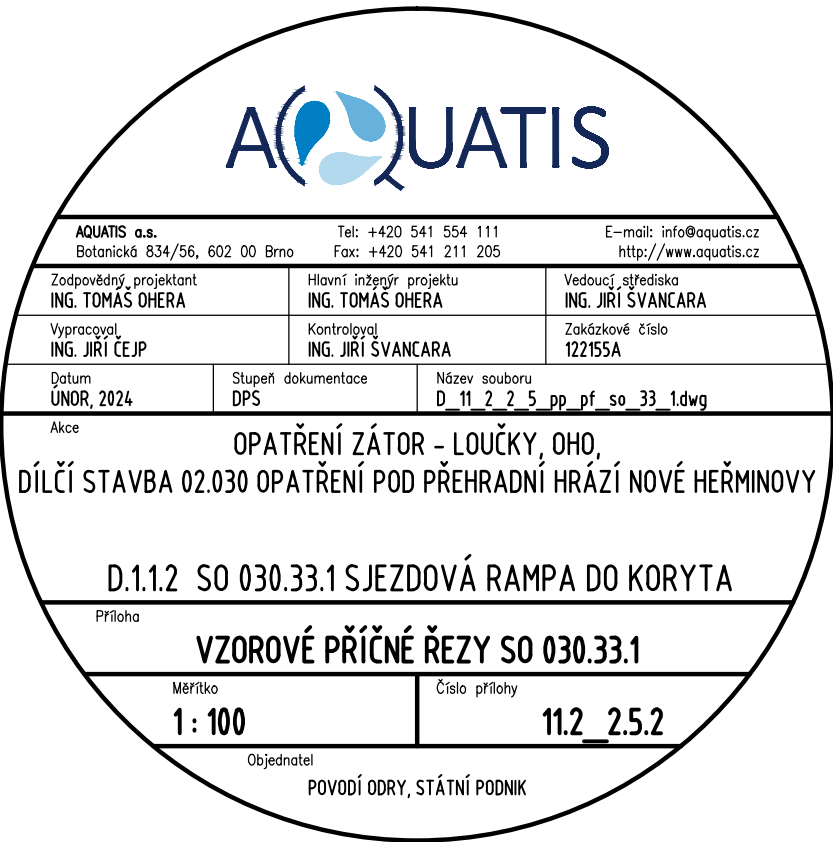 AQUATIS
AQUATIS a.s. Tel: +420 541 554 111 E-mail: info@aquatis.cz
Botanická 834/56, 602 00 Brno Fax: +420 541 211 205 http://www.aquatis.cz
Zodpovědný projektant Hlavní inženýr projektu Vedoucí střediska
ING. TOMÁŠ OHERA ING. TOMÁŠ OHERA ING. JIŘÍ ŠVANCARA
Vypracoval Kontroloval Zakázkové číslo
ING. JIŘÍ ČEJP ING. JIŘÍ ŠVANCARA 122155A
Datum Stupeň dokumentace Název souboru
ÚNOR, 2024 DPS D_11_2_2_5_pp_pf_so_33_1.dwg
Akce
OPATŘENÍ ZÁTOR - LOUČKY, OHO,
DÍLČÍ STAVBA 02.030 OPATŘENÍ POD PŘEHRADNÍ HRÁZÍ NOVÉ HEŘMINOVY
D.1.1.2 SO 030.33.1 SJEZDOVÁ RAMPA DO KORYTA
Příloha
VZOROVÉ PŘÍČNÉ ŘEZY SO 030.33.1
Měřítko Číslo přílohy
1 : 100 11.2_2.5.2
Objednatel
POVODÍ ODRY, STÁTNÍ PODNIK